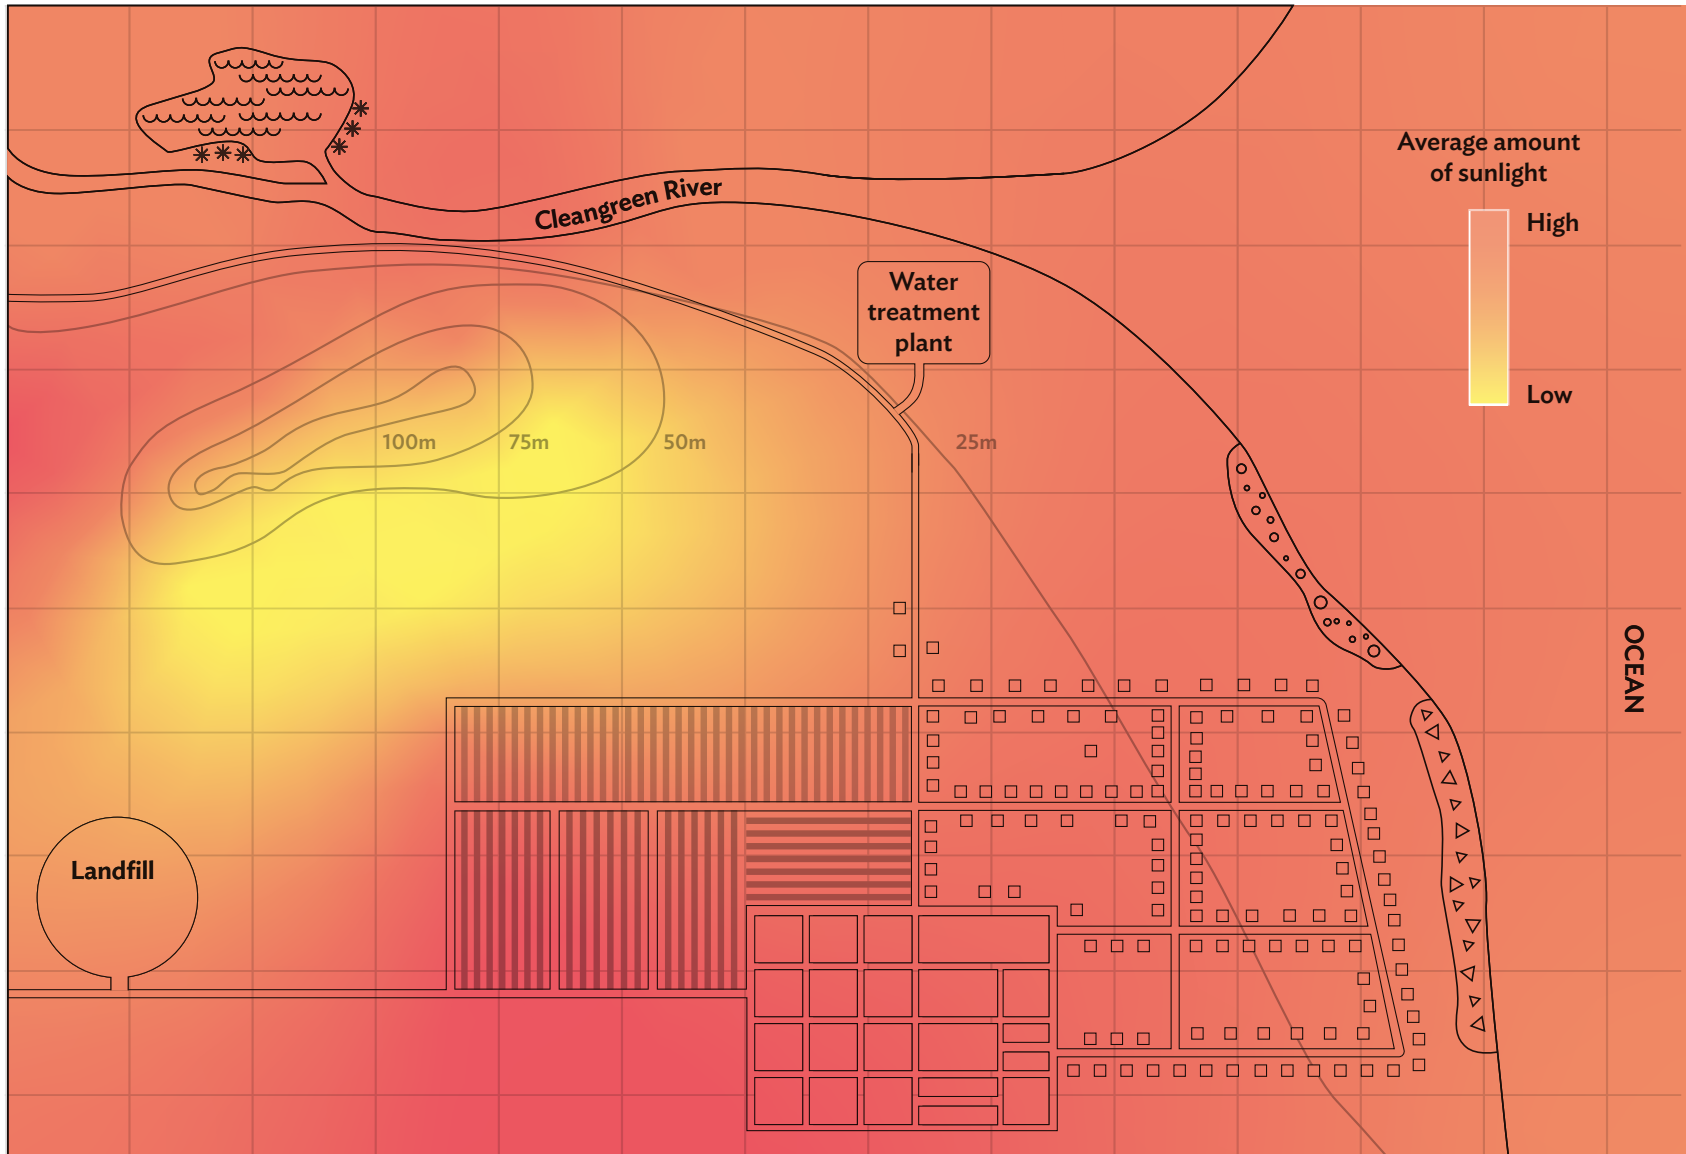 Average amount
of sunlight
High
Low
Cleangreen River
Water
treatment
plant
100m
75m
50m
25m
OCEAN
Landfill